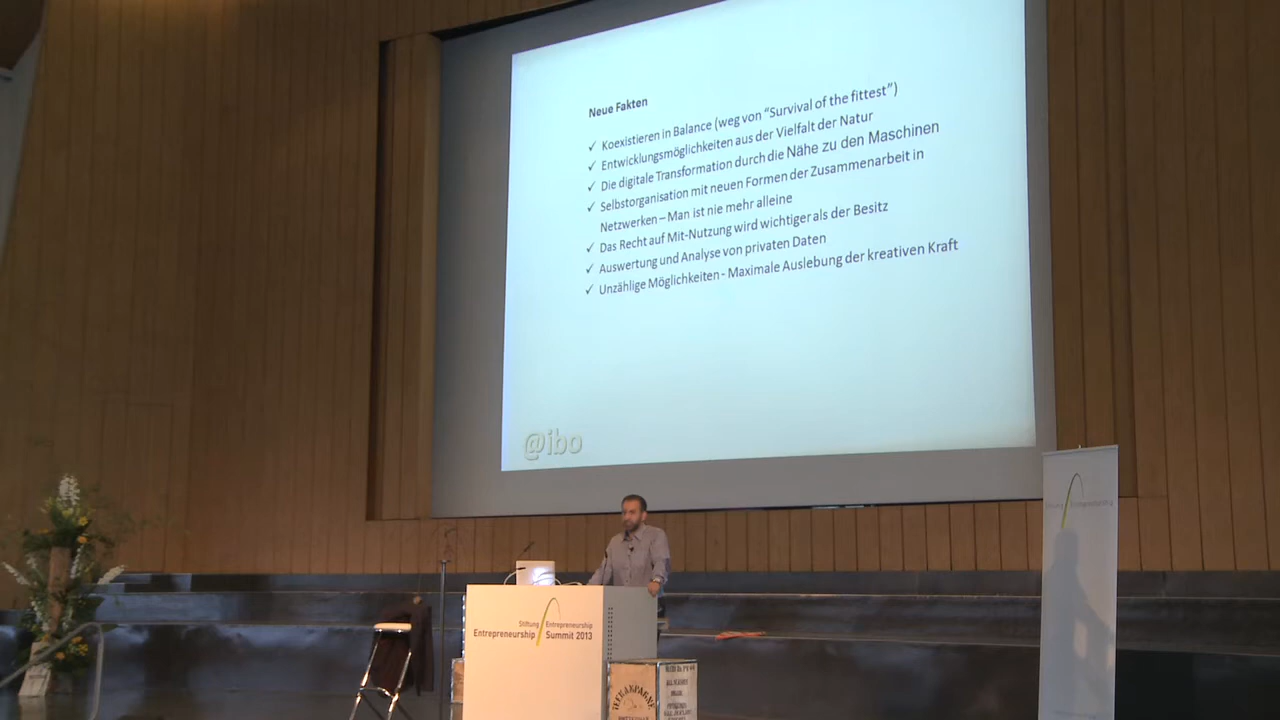 Neue Fakten
✓ Koexistieren in Balance (weg von “Survival of the fittest”)
✓ Entwicklungsmöglichkeiten aus der Vielfalt der Natur
✓ Die digitale Transformation durch die Nähe zu den Maschinen
✓ Selbstorganisation mit neuen Formen der Zusammenarbeit in
Netzwerken – Man ist nie mehr alleine
✓ Das Recht auf Mit-Nutzung wird wichtiger als der Besitz
✓ Auswertung und Analyse von privaten Daten
✓ Unzählige Möglichkeiten - Maximale Auslebung der kreativen Kraft
@ibo
Stiftung Entrepreneurship
Stiftung Entrepreneurship
Entrepreneurship Summit 2013
TEEKAMPAGNE